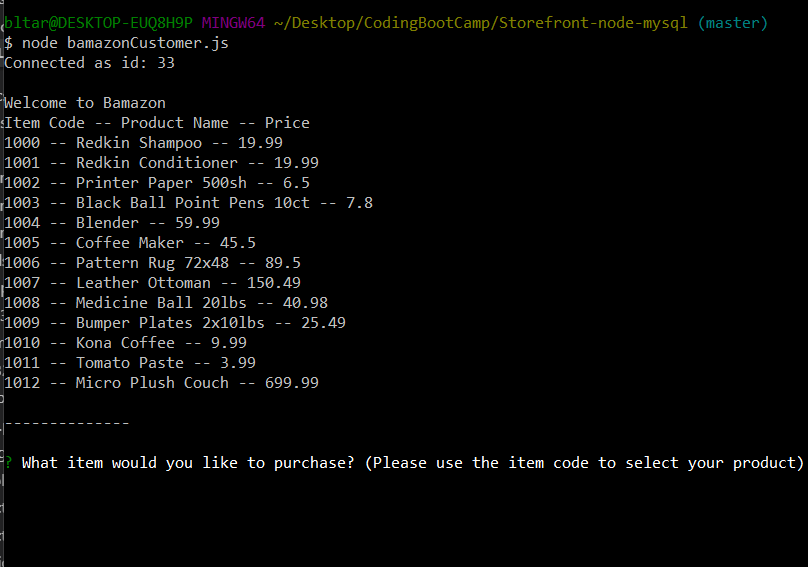 bltar@DESKTOP-EUQ8H9P MINGW64 ~/Desktop/CodingBootCamp/Storefront-node-mysql (master)
$ node bamazonCustomer.js
Connected as id: 33
Welcome to Bamazon
Item Code -- Product Name -- Price
1000 -- Redkin Shampoo -- 19.99
1001 -- Redkin Conditioner -- 19.99
1002 -- Printer Paper 500sh -- 6.5
1003 -- Black Ball Point Pens 10ct -- 7.8
1004 -- Blender -- 59.99
1005 -- Coffee Maker -- 45.5
1006 -- Pattern Rug 72x48 -- 89.5
1007 -- Leather Ottoman -- 150.49
1008 -- Medicine Ball 20lbs -- 40.98
1009 -- Bumper Plates 2x10lbs -- 25.49
1010 -- Kona Coffee -- 9.99
1011 -- Tomato Paste -- 3.99
1012 -- Micro Plush Couch -- 699.99
--------------
? What item would you like to purchase? (Please use the item code to select your product)